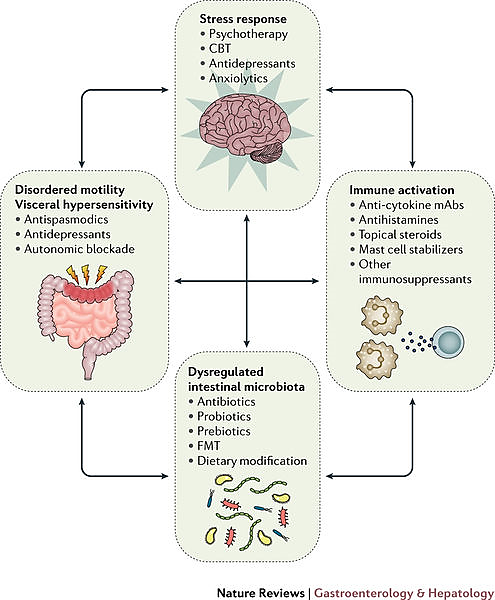 Stress response
• Psychotherapy
• CBT
• Antidepressants
• Anxiolytics
Disordered motility
Visceral hypersensitivity
• Antispasmodics
• Antidepressants
• Autonomic blockade
Immune activation
• Anti-cytokine mAbs
• Antihistamines
• Topical steroids
• Mast cell stabilizers
• Other
immunosuppressants
Dysregulated
intestinal microbiota
• Antibiotics
• Probiotics
• Prebiotics
• FMT
• Dietary modification
Nature Reviews | Gastroenterology & Hepatology